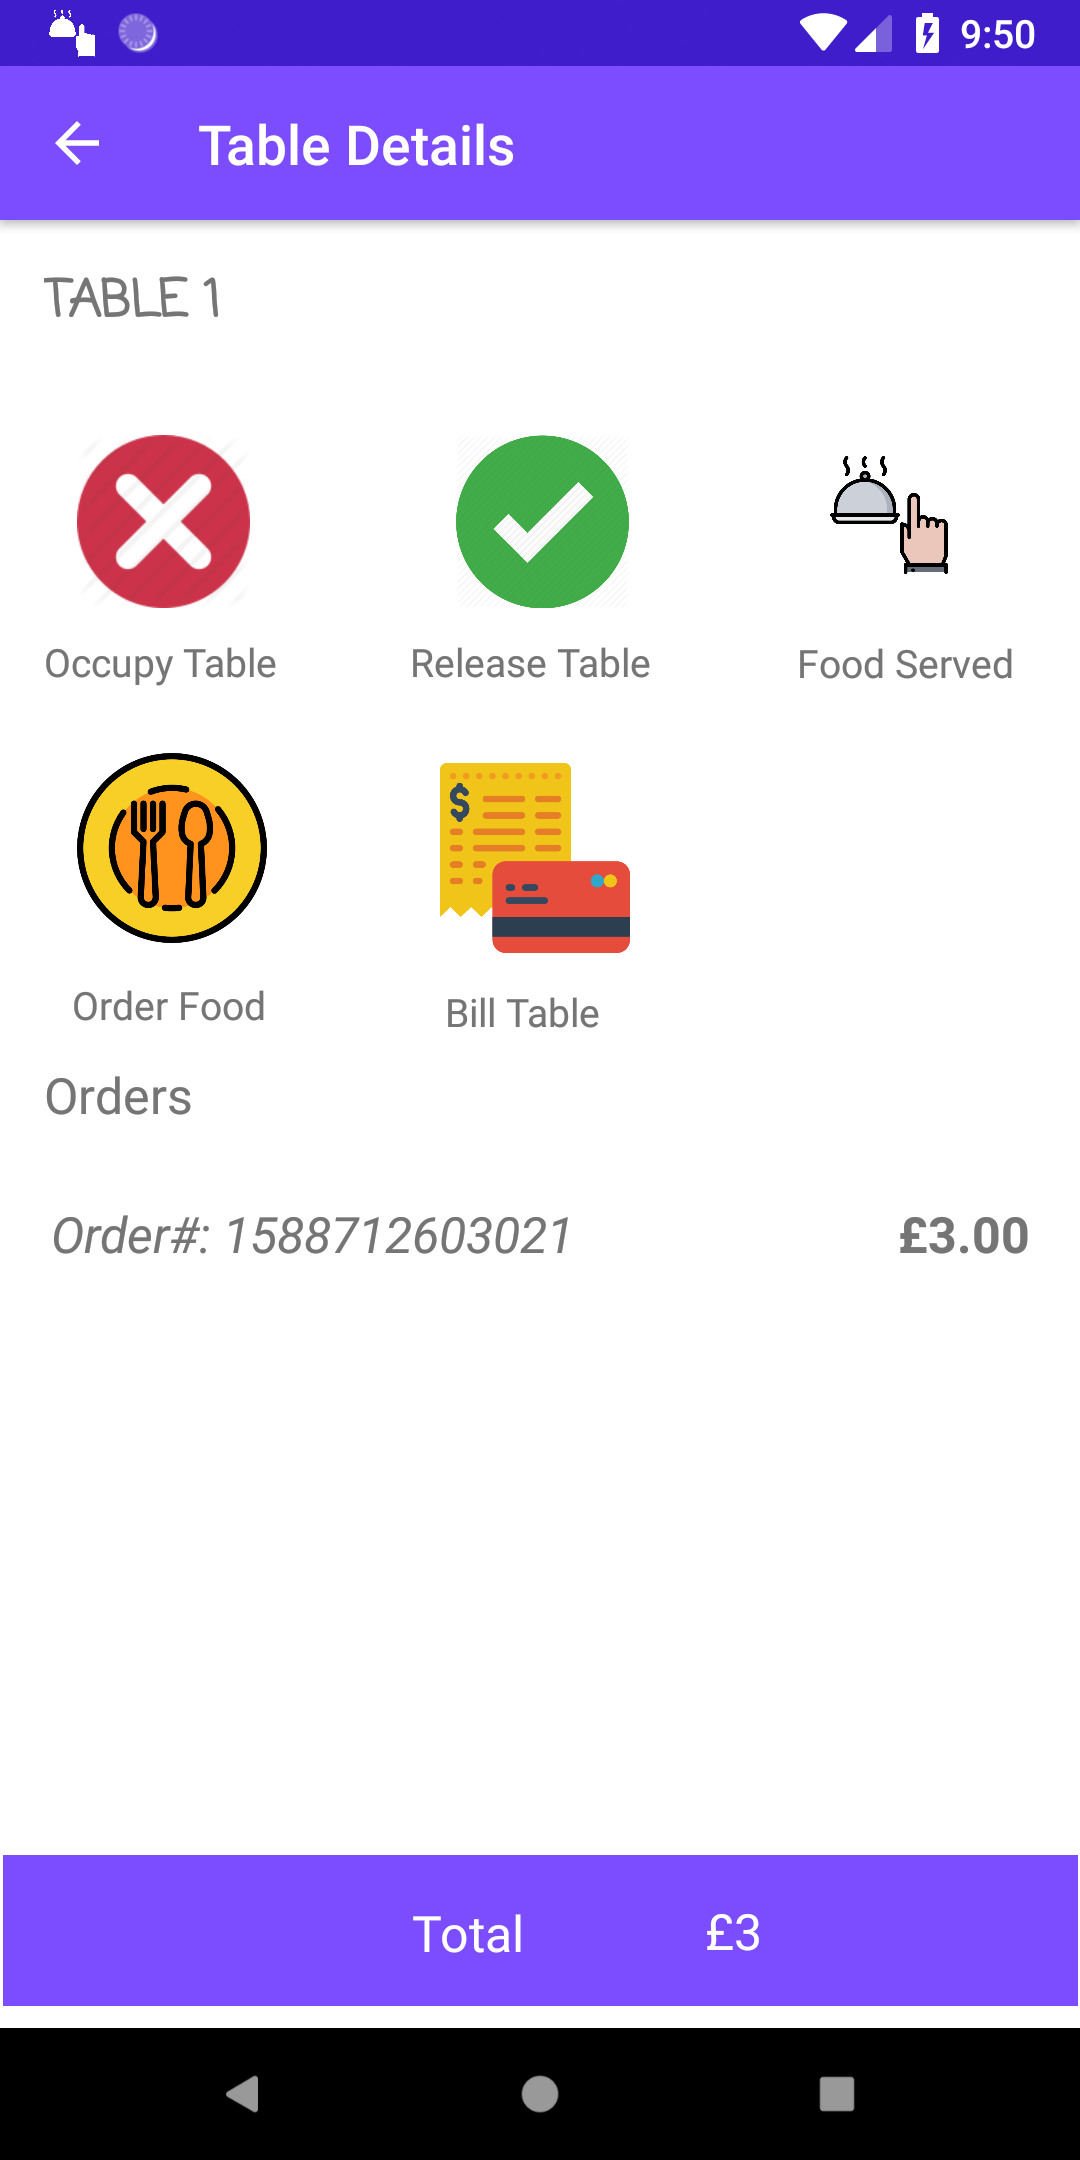 9:50
Table Details
TABLE 1
Occupy Table
Release Table
Food Served
$
Order Food
Bill Table
Orders
Order#: 1588712603021
£3.00
Total
£3